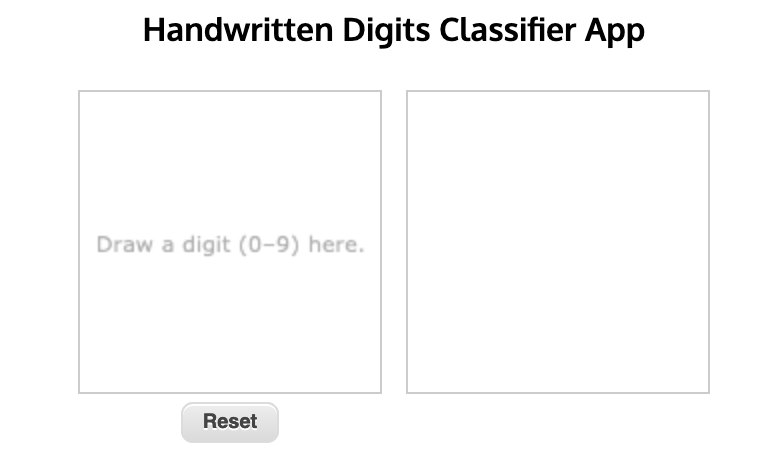 Handwritten Digits Classifier App
Draw a digit (0–9) here.
Reset